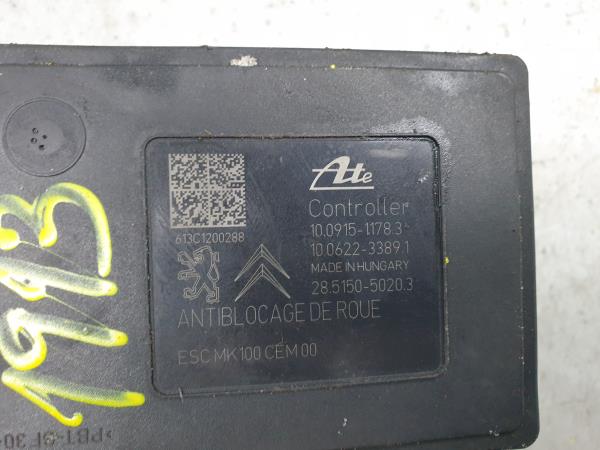 Ate
Controller
10.0915-1178.3
10.0622-3389.1
MADE IN HUNGARY
28.5150-5020.3
613C1200288
ANTIBLOCAGE DE ROUE
ESC MK100 CEM 00
1993